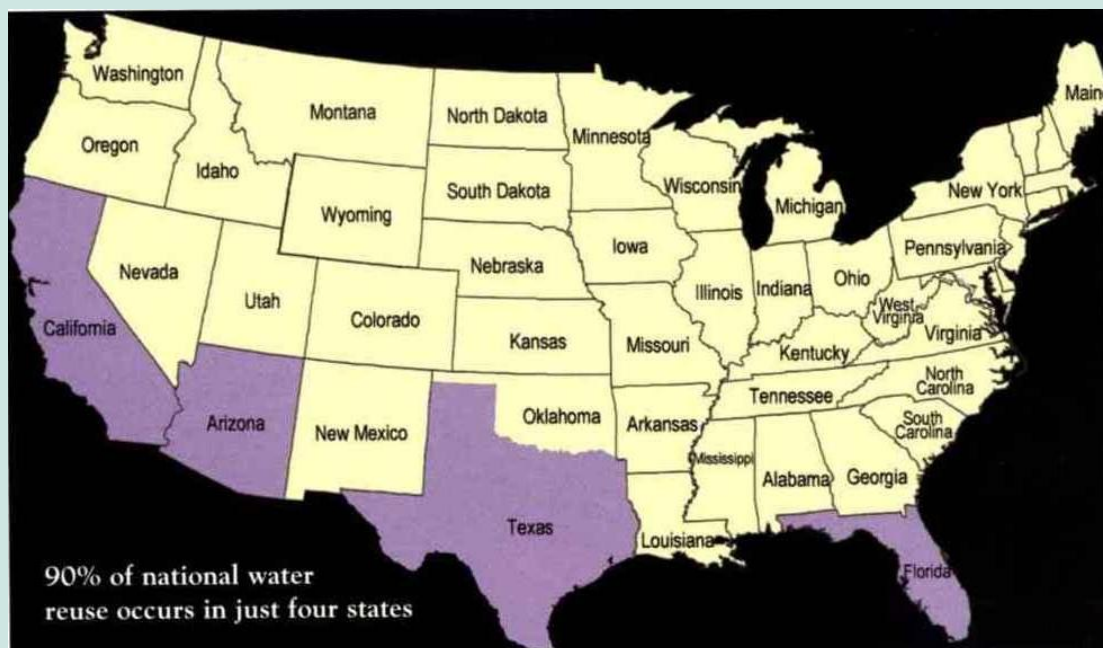 Washington
Montana
North Dakota
Minnesota
Maine
Oregon
Idaho
South Dakota
Wisconsin
Michigan
New York
Wyoming
Iowa
Pennsylvania
Nebraska
Nevada
Utah
Colorado
Illinois
Indiana
Ohio
West
Virginia
Virginia
California
Kansas
Missouri
Kentucky
North
Carolina
Tennessee
Arizona
New Mexico
Oklahoma
Arkansas
South
Carolina
Mississippi
Alabama
Georgia
Texas
Louisiana
Florida
90% of national water
reuse occurs in just four states